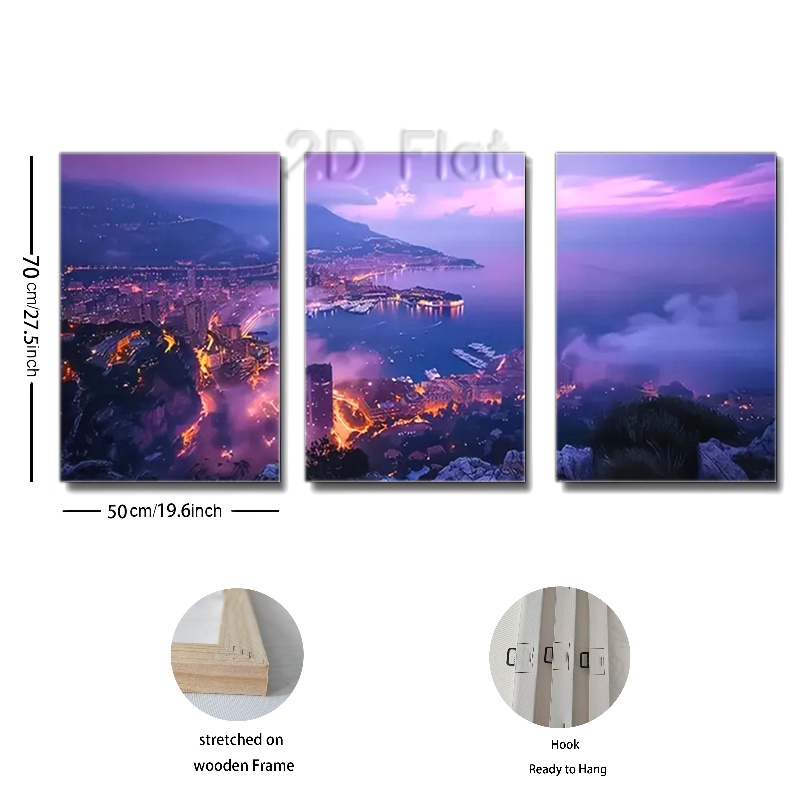 2D Flat
70 cm/27.5inch
50 cm/19.6inch
stretched on
wooden Frame
Hook
Ready to Hang